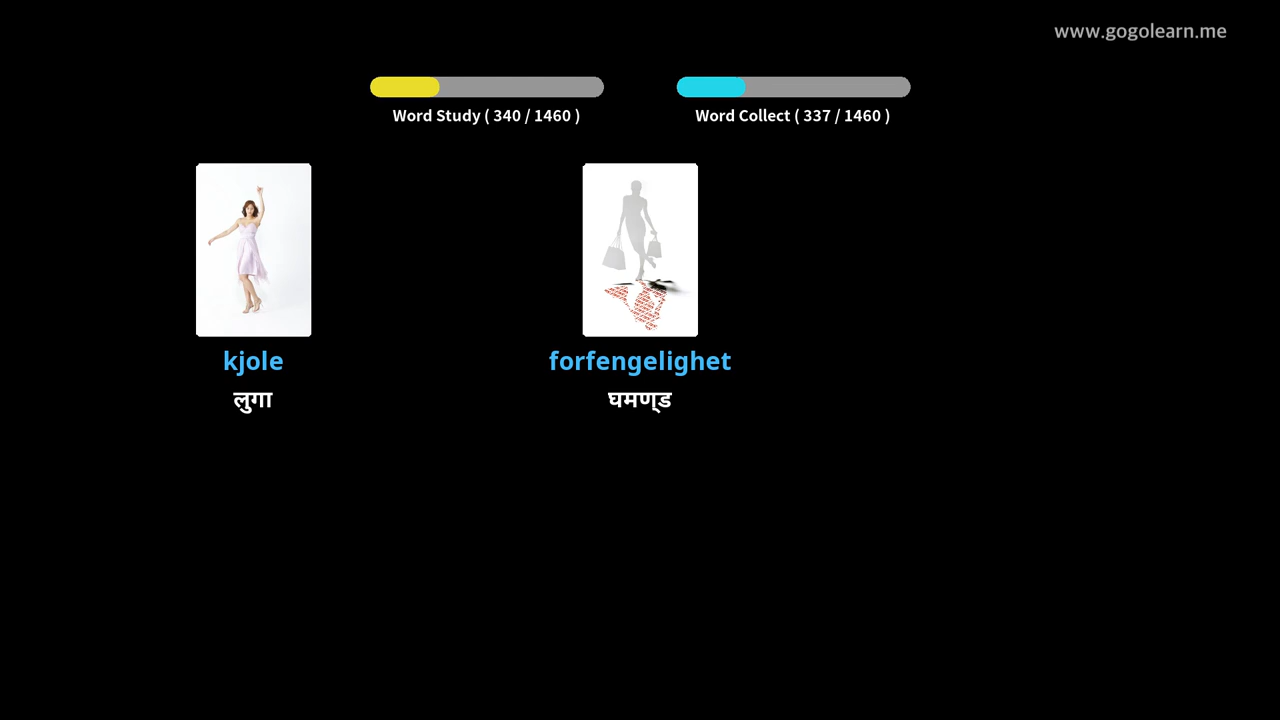 www.gogolearn.me
Word Study ( 340 / 1460 )
Word Collect ( 337 / 1460 )
kjole
forfengelighet
लुगा
घमण्ड